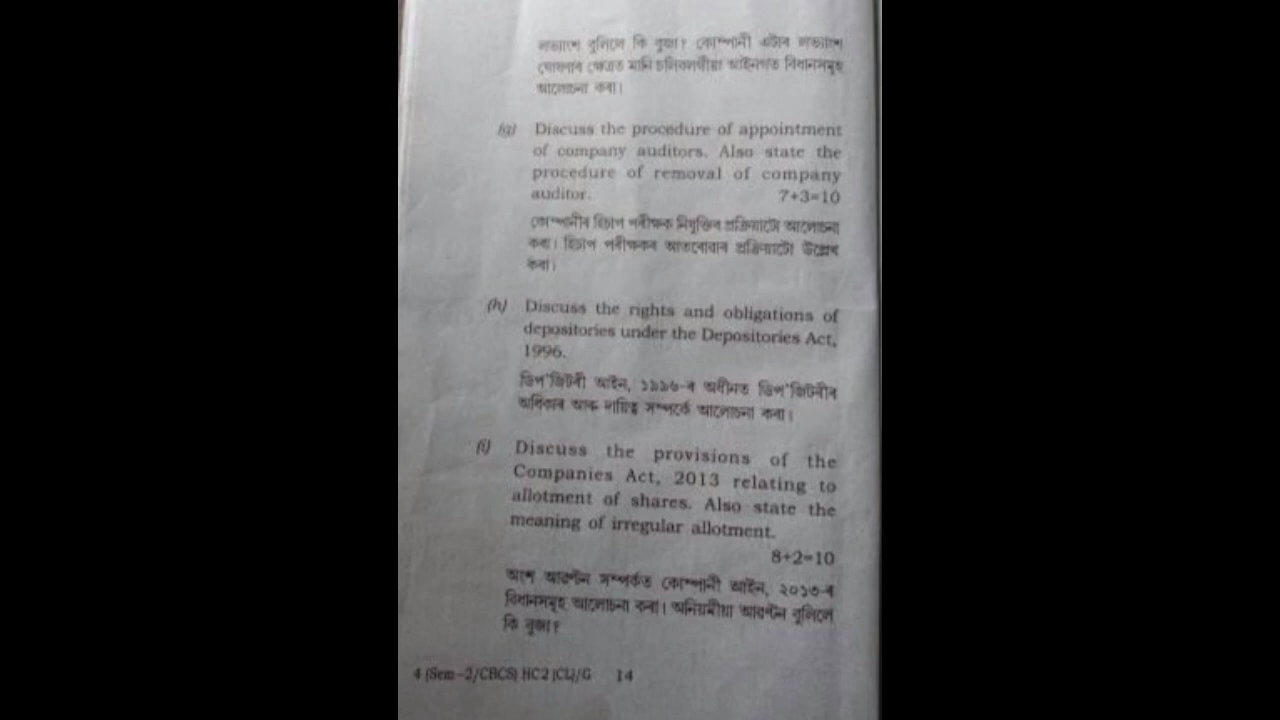 লভ্যাংশ বুলিলে কি বুজা? কোম্পানী এটাৰ লভ্যাংশ
ঘোষণাৰ ক্ষেত্ৰত মানি চলিবলগীয়া আইনগত বিধানসমূহ
আলোচনা কৰা।
(g) Discuss the procedure of appointment
of company auditors. Also state the
procedure of removal of company
auditor. 7+3=10
কোম্পানীৰ হিচাপ পৰীক্ষক নিযুক্তিৰ প্ৰক্ৰিয়াটো আলোচনা
কৰা। হিচাপ পৰীক্ষকৰ আতৰোৱাৰ প্ৰক্ৰিয়াটো উল্লেখ
কৰা।
(h) Discuss the rights and obligations of
depositories under the Depositories Act,
1996.
ডিপ'জিটৰী আইন, ১৯৯৬-ৰ অধীনত ডিপ'জিটৰীৰ
অধিকাৰ আৰু দায়িত্ব সম্পৰ্কে আলোচনা কৰা।
(i) Discuss the provisions of the
Companies Act, 2013 relating to
allotment of shares. Also state the
meaning of irregular allotment.
8+2=10
অংশ আবণ্টন সম্পৰ্কত কোম্পানী আইন, ২০১৩-ৰ
বিধানসমূহ আলোচনা কৰা। অনিয়মীয়া আবণ্টন বুলিলে
কি বুজা?
4 (Sem-2/CBCS) HC2 (CL)/G 14